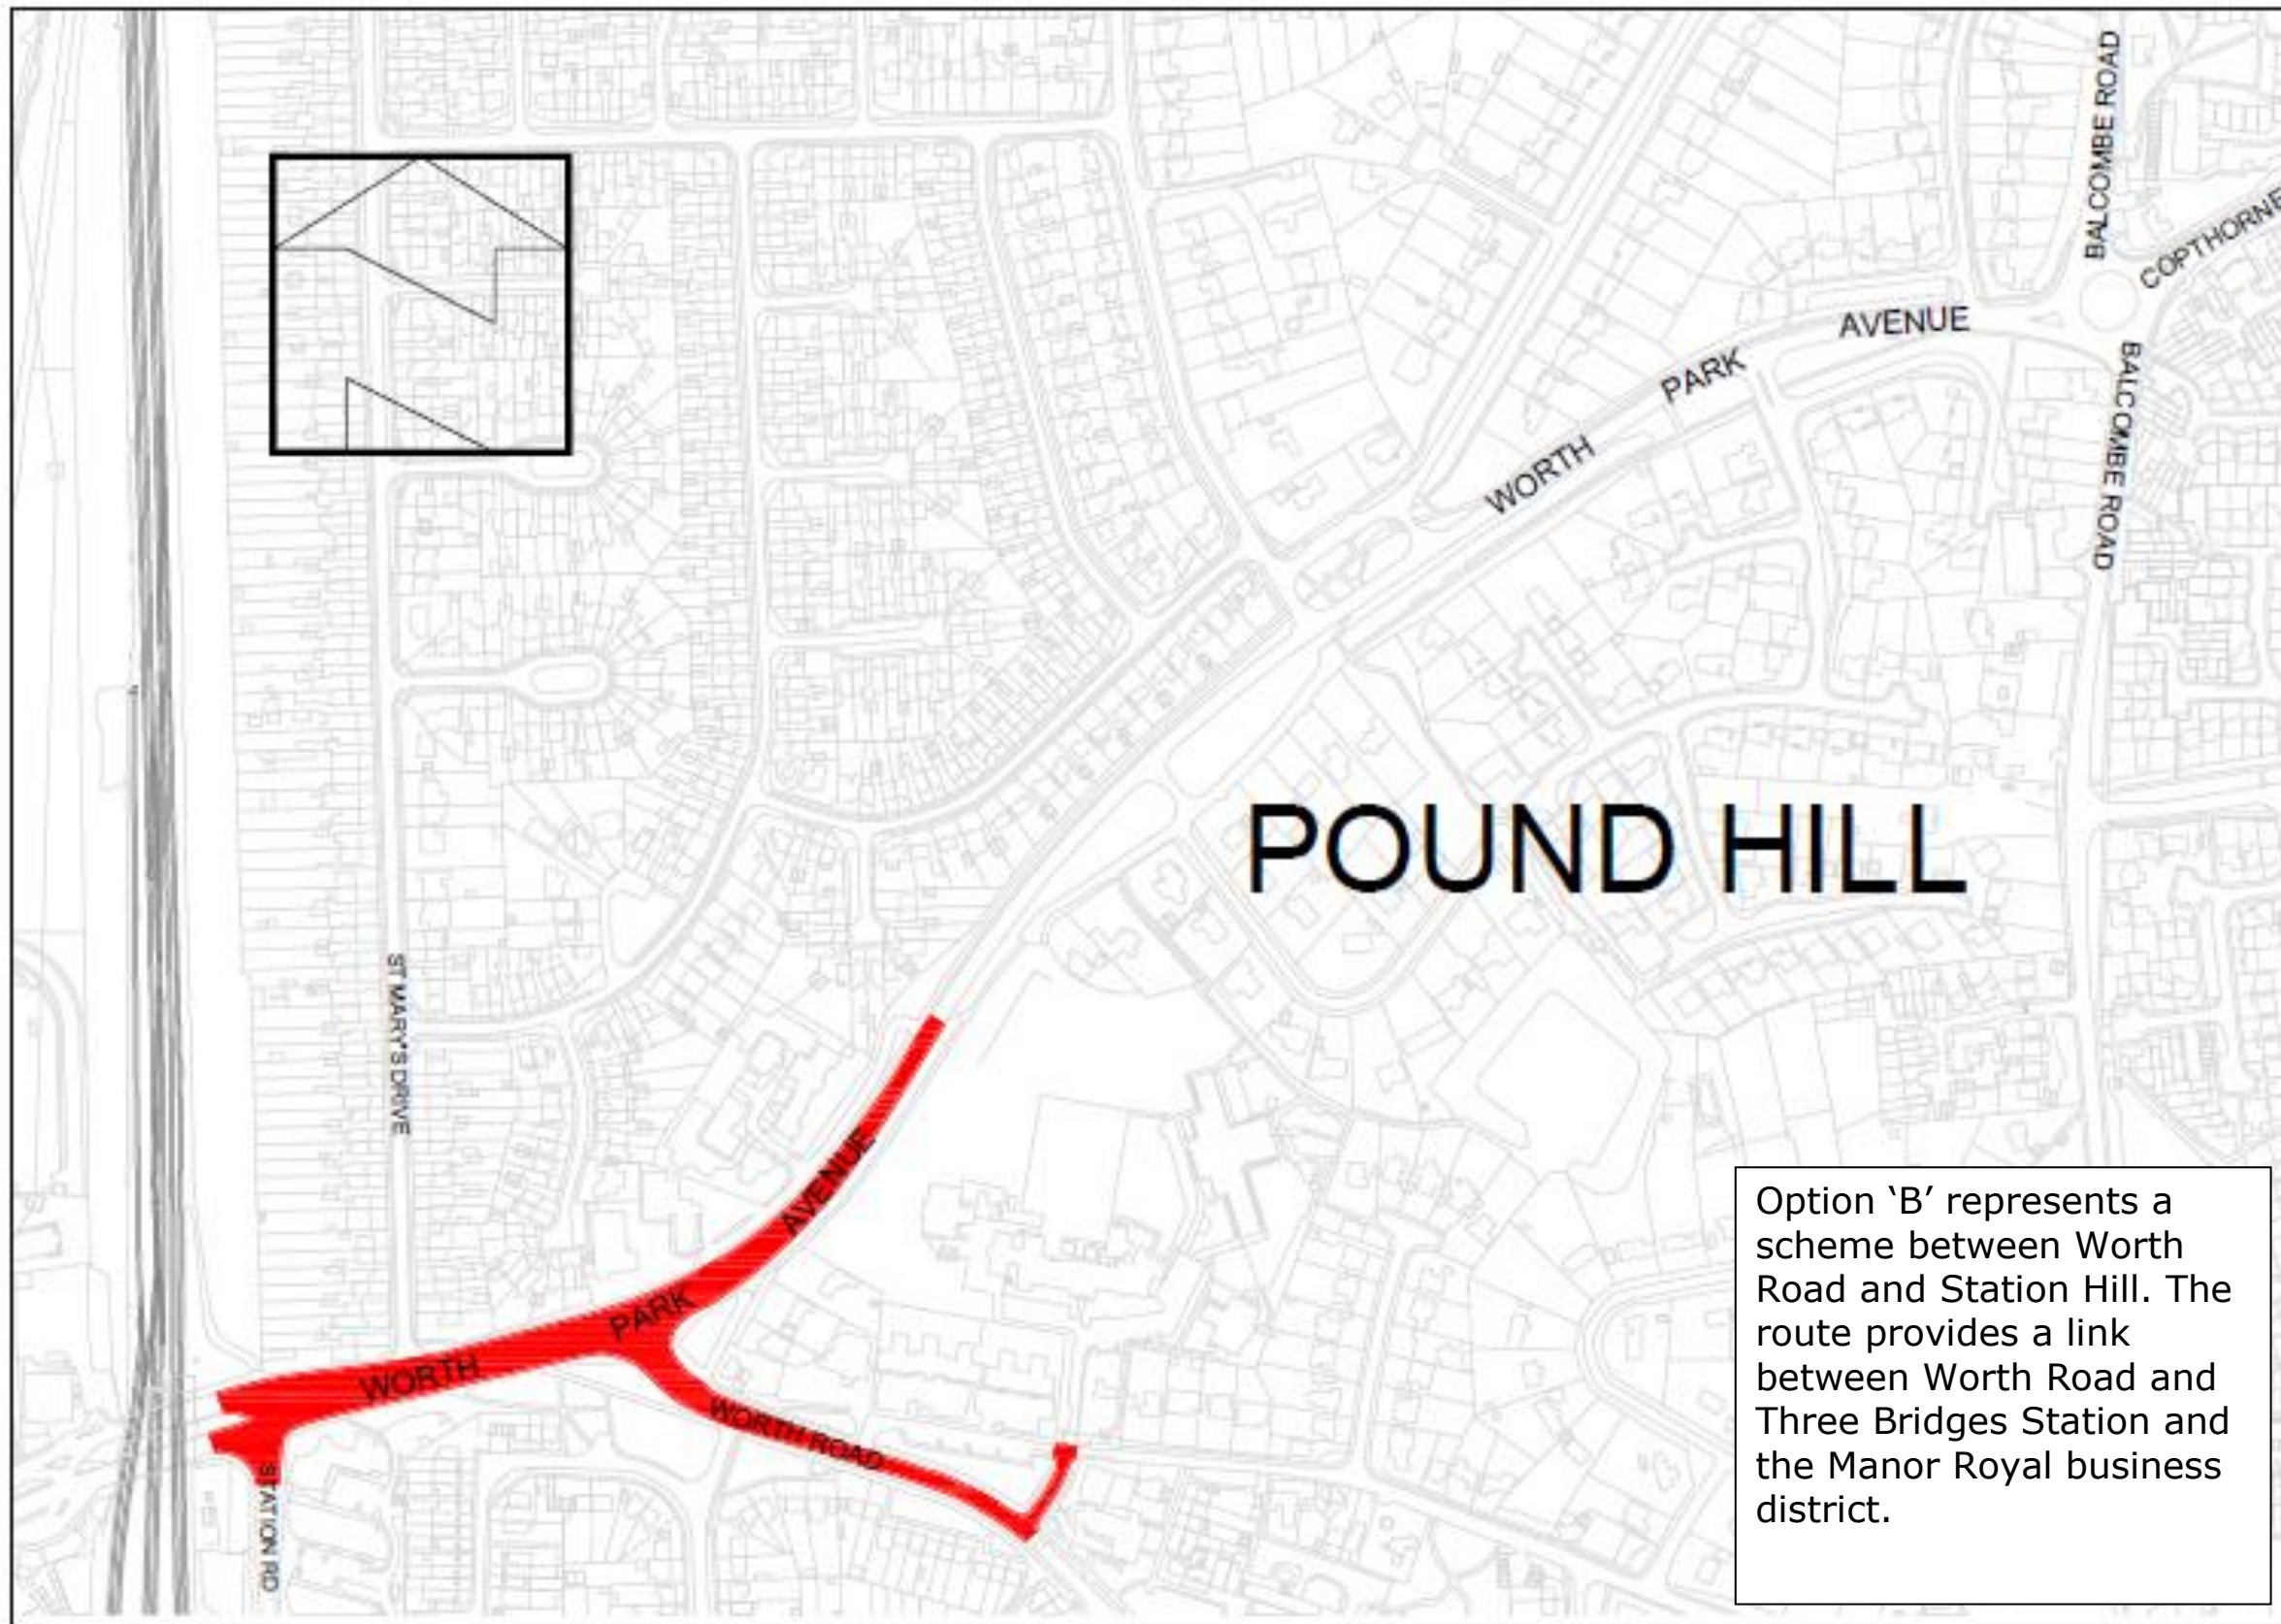 BALCOMBE ROAD
COPTHORNE
AVENUE
PARK
WORTH
BALCOMBE ROAD
POUND HILL
ST MARY'S DRIVE
AVENUE
PARK
WORTH
WORTH ROAD
STATION RD
Option ‘B’ represents a
scheme between Worth
Road and Station Hill. The
route provides a link
between Worth Road and
Three Bridges Station and
the Manor Royal business
district.